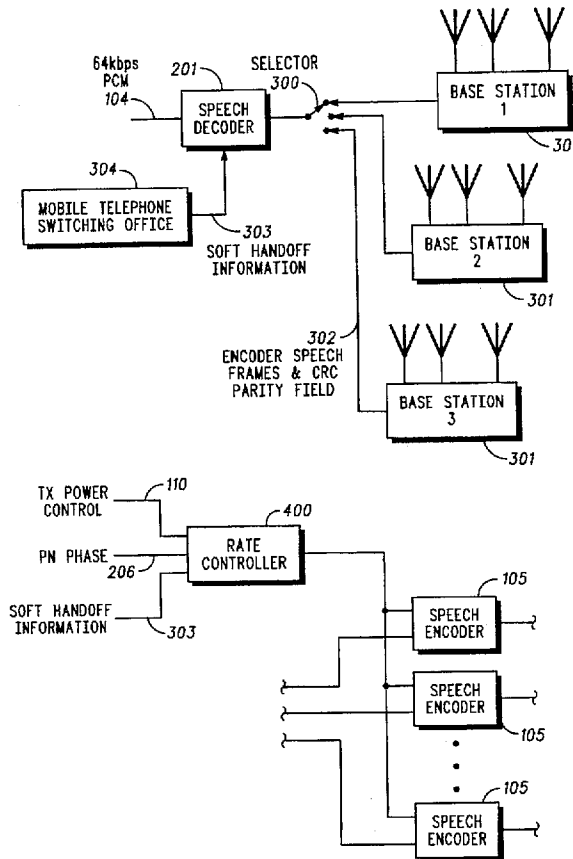 64kbps
PCM
104
201
SPEECH
DECODER
SELECTOR
300
BASE STATION
1
30
304
MOBILE TELEPHONE
SWITCHING OFFICE
303
SOFT HANDOFF
INFORMATION
BASE STATION
2
301
302
ENCODER SPEECH
FRAMES & CRC
PARITY FIELD
BASE STATION
3
301
TX POWER
CONTROL
110
400
RATE
CONTROLLER
PN PHASE
206
SOFT HANDOFF
INFORMATION
303
105
SPEECH
ENCODER
SPEECH
ENCODER
105
105
SPEECH
ENCODER